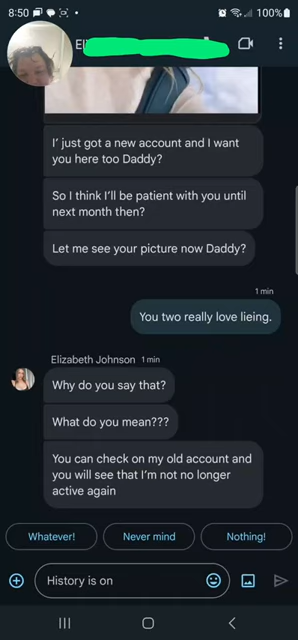 8:50
100%
El
I' just got a new account and I want
you here too Daddy?
So I think I'll be patient with you until
next month then?
Let me see your picture now Daddy?
1 min
You two really love lieing.
Elizabeth Johnson 1 min
Why do you say that?
What do you mean???
You can check on my old account and
you will see that I'm not no longer
active again
Whatever!
Never mind
Nothing!
History is on